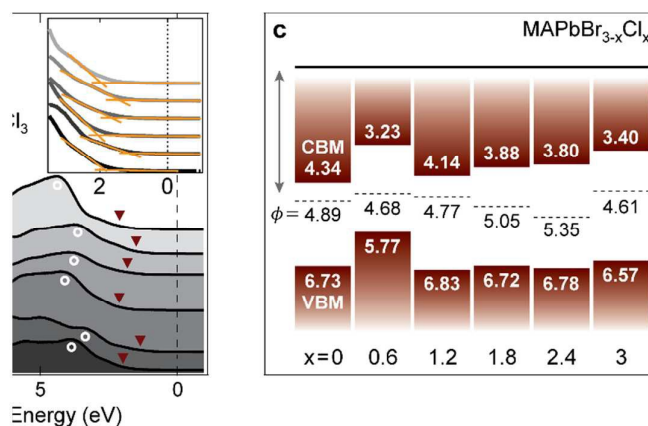 c
MAPbBr3-xClx
Cl3
2 0
CBM
4.34 3.23 4.14 3.88 3.80 3.40
ϕ= 4.89 4.68 4.77 5.05 5.35 4.61
6.73 5.77 6.83 6.72 6.78 6.57
VBM
x=0 0.6 1.2 1.8 2.4 3
5 0
Energy (eV)